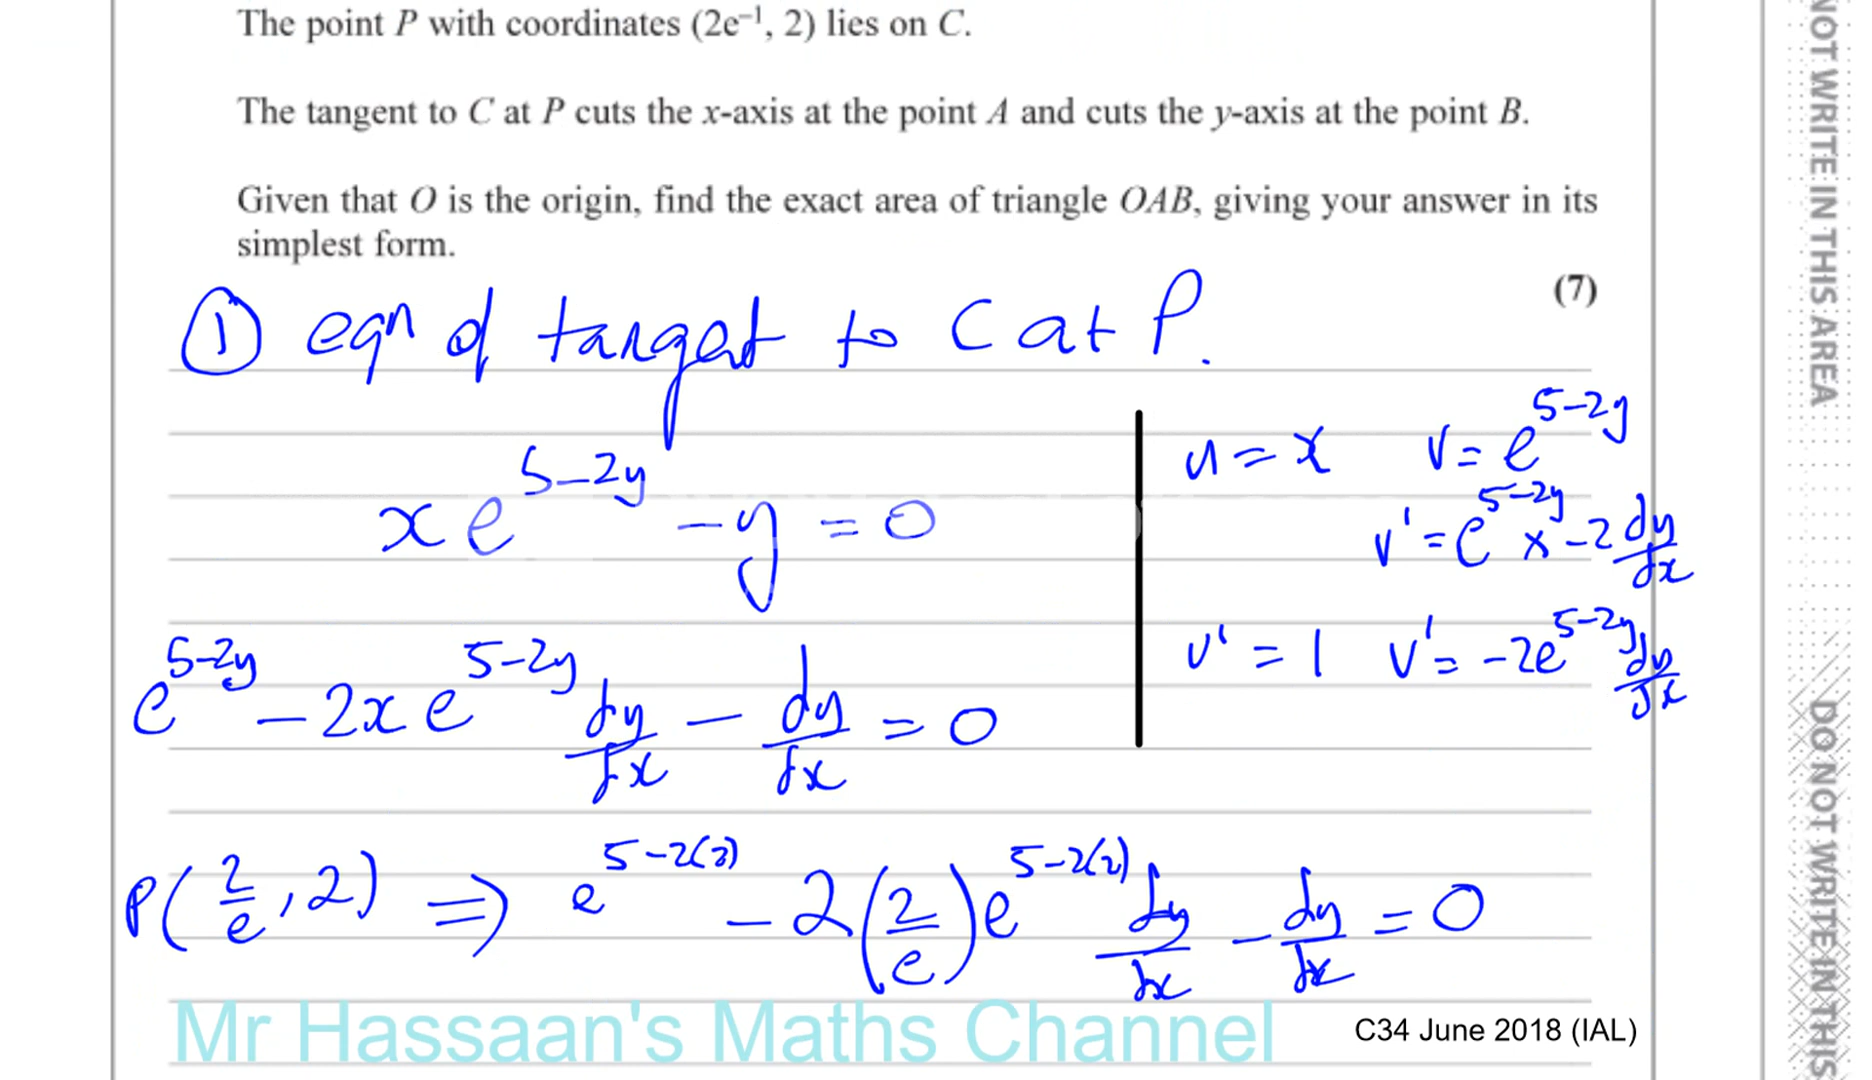 The point P with coordinates (2e⁻¹, 2) lies on C.
The tangent to C at P cuts the x-axis at the point A and cuts the y-axis at the point B.
Given that O is the origin, find the exact area of triangle OAB, giving your answer in its
simplest form.
(7)
① eqn of tangat to C at P.
x e^(5-2y) - y = 0
u = x v = e^(5-2y)
v' = e^(5-2y) x -2 dy/dx
u' = 1 v' = -2e^(5-2y) dy/dx
e^(5-2y) - 2x e^(5-2y) dy/dx - dy/dx = 0
P(2/e, 2) => e^(5-2(2)) - 2(2/e)e^(5-2(2)) dy/dx - dy/dx = 0
Mr Hassaan's Maths Channel
C34 June 2018 (IAL)
NOT WRITE IN THIS AREA
DO NOT WRITE IN THIS